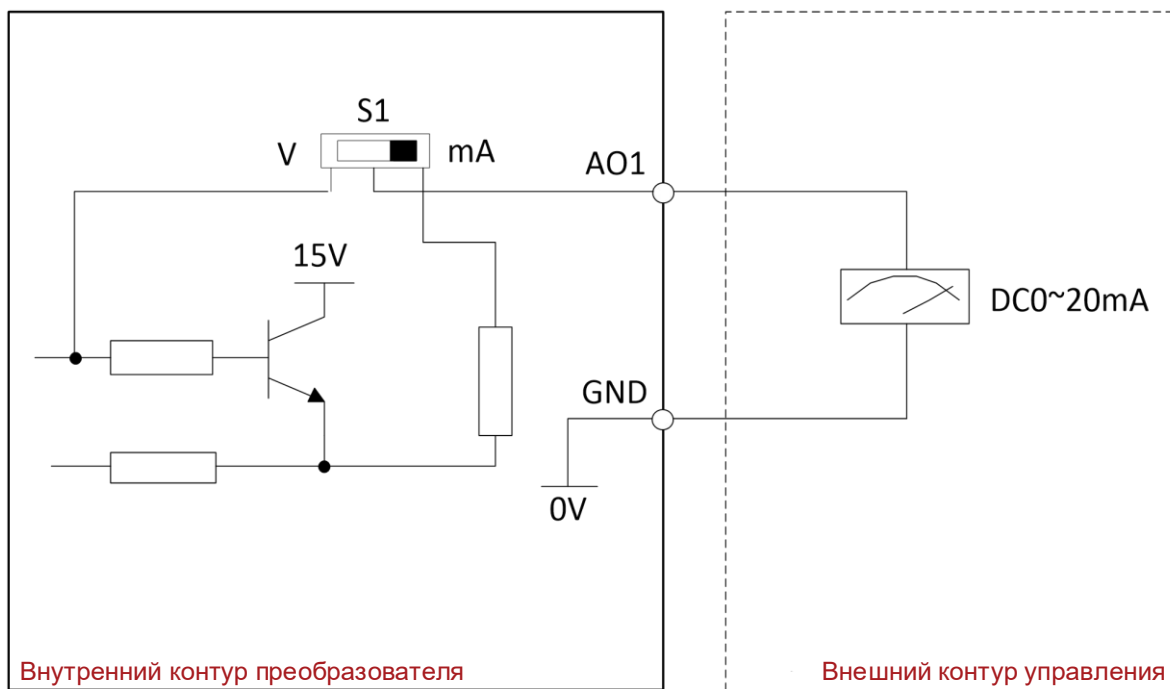 S1
V
mA
AO1
15V
DC0~20mA
GND
0V
Внутренний контур преобразователя
Внешний контур управления